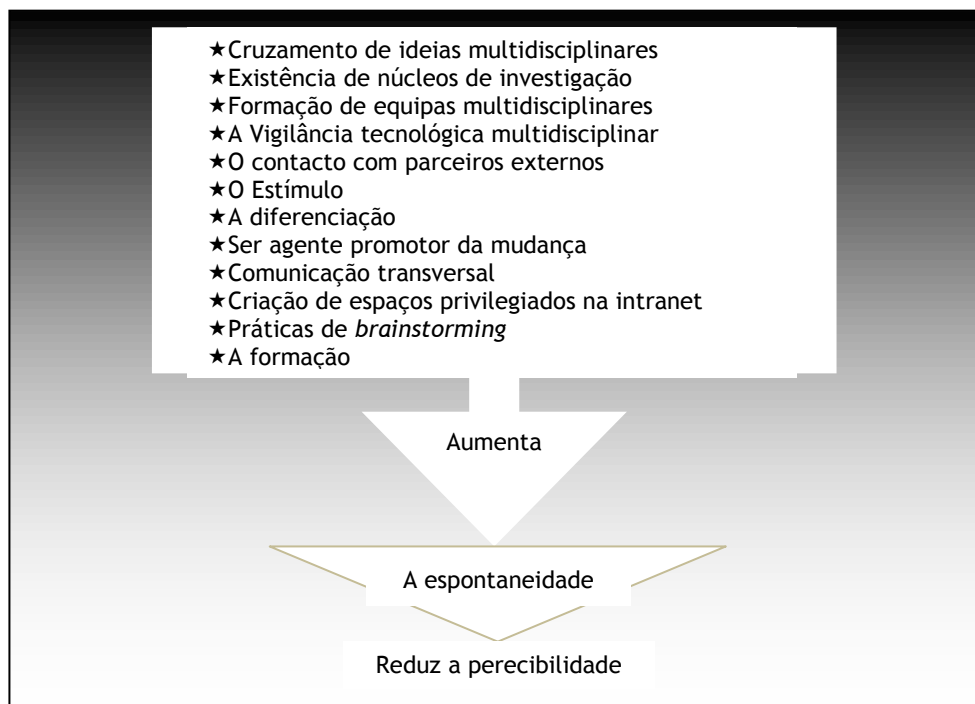 ★Cruzamento de ideias multidisciplinares
★Existência de núcleos de investigação
★Formação de equipas multidisciplinares
★A Vigilância tecnológica multidisciplinar
★O contacto com parceiros externos
★O Estímulo
★A diferenciação
★Ser agente promotor da mudança
★Comunicação transversal
★Criação de espaços privilegiados na intranet
★Práticas de brainstorming
★A formação
Aumenta
A espontaneidade
Reduz a perecibilidade